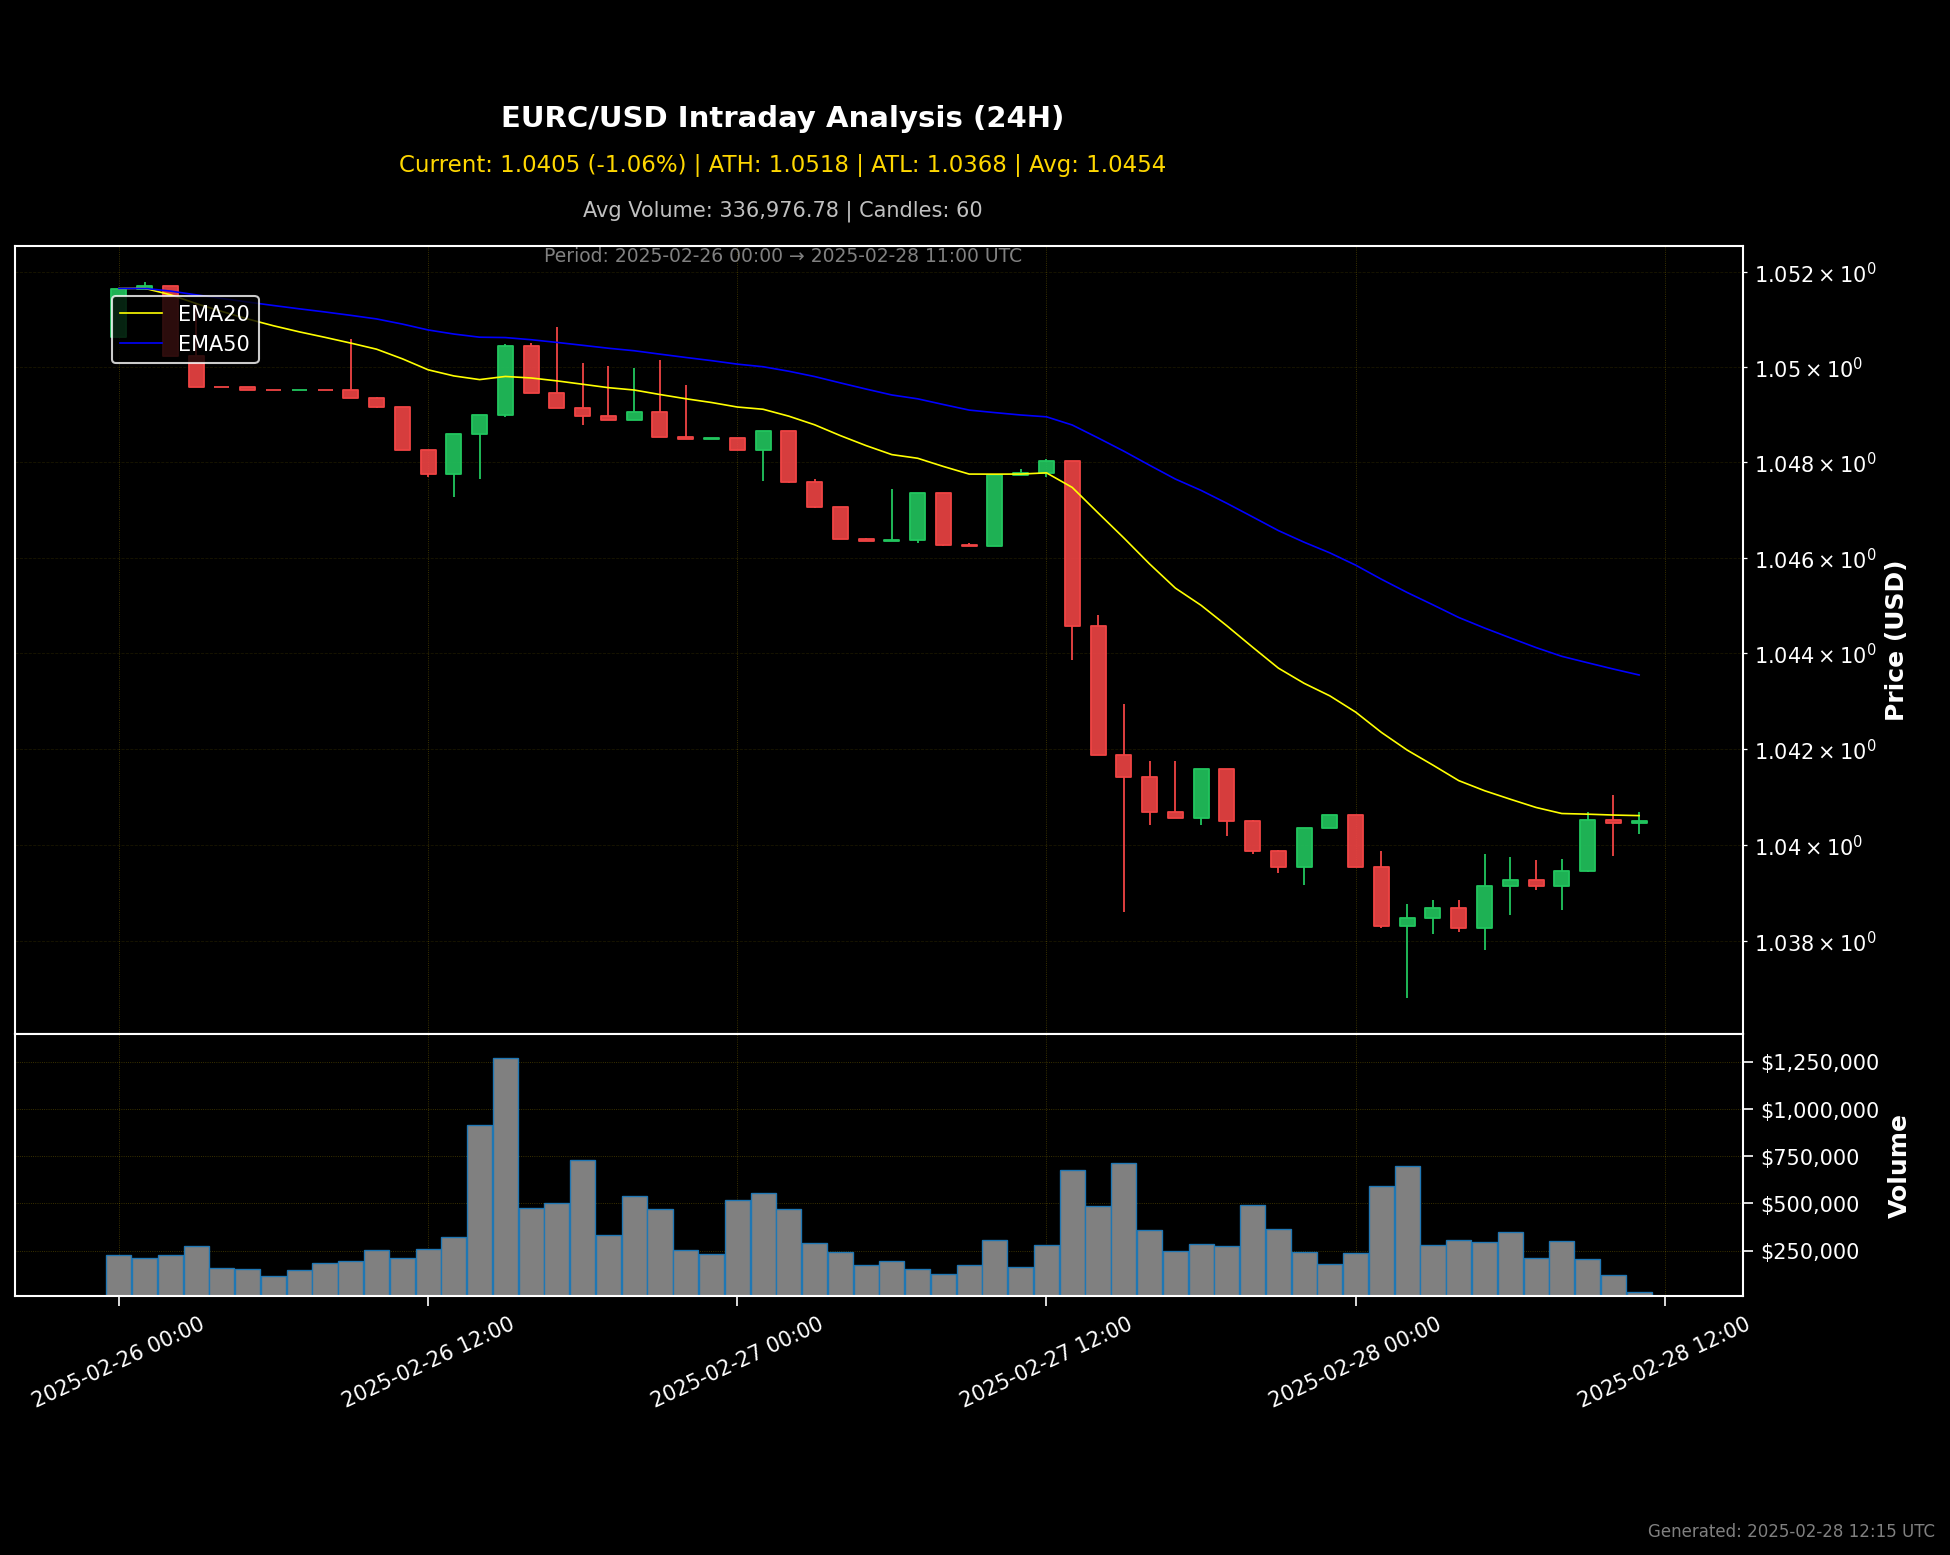 EURC/USD Intraday Analysis (24H)
Current: 1.0405 (-1.06%) | ATH: 1.0518 | ATL: 1.0368 | Avg: 1.0454
Avg Volume: 336,976.78 | Candles: 60
Period: 2025-02-26 00:00 → 2025-02-28 11:00 UTC
EMA20
EMA50
1.052 × 10⁰
1.05 × 10⁰
1.048 × 10⁰
1.046 × 10⁰
1.044 × 10⁰
1.042 × 10⁰
1.04 × 10⁰
1.038 × 10⁰
Price (USD)
$1,250,000
$1,000,000
$750,000
$500,000
$250,000
Volume
2025-02-26 00:00
2025-02-26 12:00
2025-02-27 00:00
2025-02-27 12:00
2025-02-28 00:00
2025-02-28 12:00
Generated: 2025-02-28 12:15 UTC